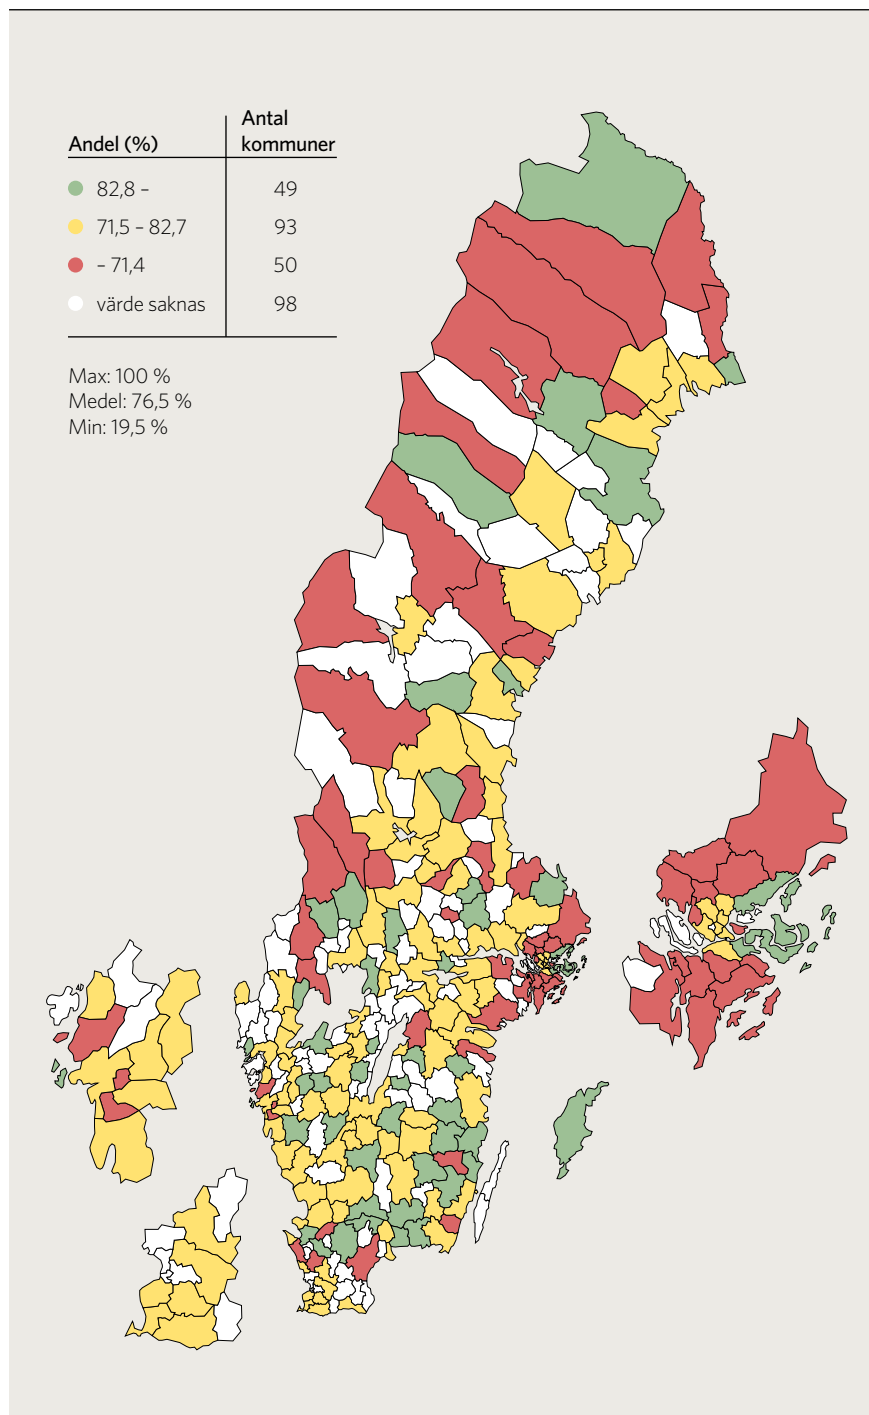 Andel (%) Antal kommuner
82,8 – 49
71,5 – 82,7 93
– 71,4 50
värde saknas 98
Max: 100 %
Medel: 76,5 %
Min: 19,5 %